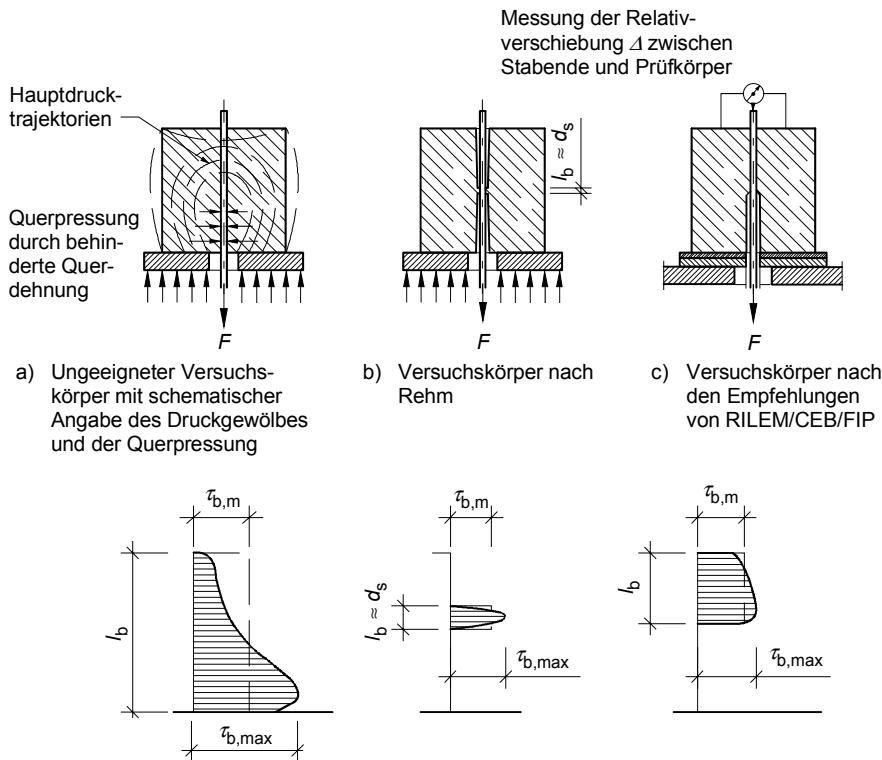 Messung der Relativ-
verschiebung Δ zwischen
Stabende und Prüfkörper
Hauptdruck-
trajektorien
Querpressung
durch behin-
derte Quer-
dehnung
l_b ≈ d_s
F
F
F
a) Ungeeigneter Versuchs-
körper mit schematischer
Angabe des Druckgewölbes
und der Querpressung
b) Versuchskörper nach
Rehm
c) Versuchskörper nach
den Empfehlungen
von RILEM/CEB/FIP
τ_b,m
l_b
τ_b,max
τ_b,m
l_b ≈ d_s
τ_b,max
τ_b,m
l_b
τ_b,max